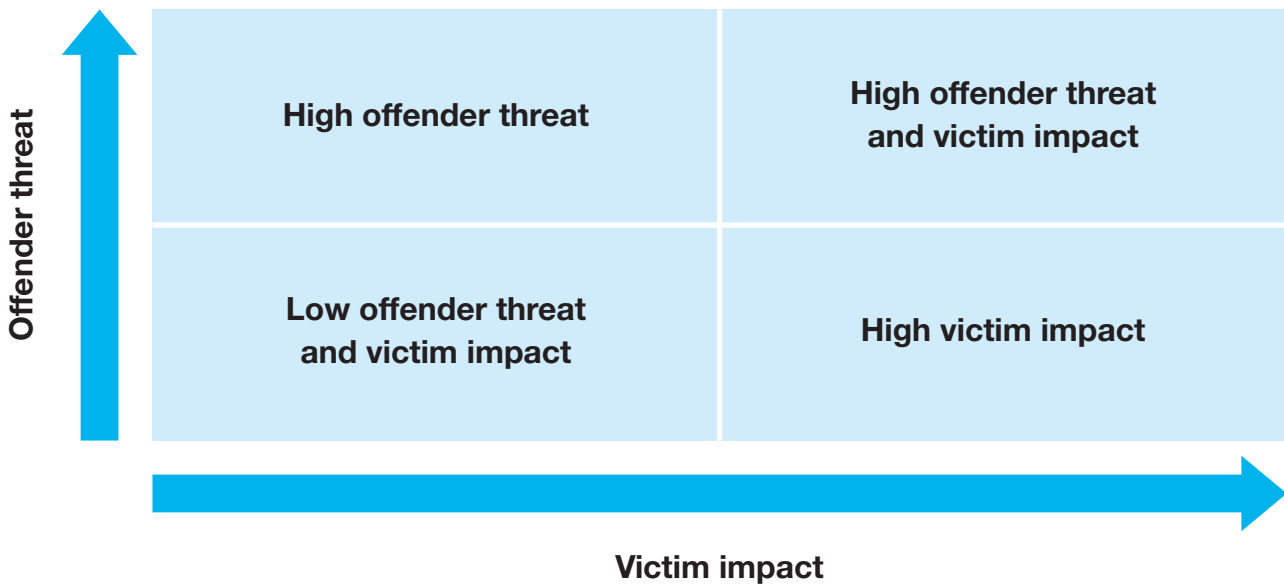 Offender threat
High offender threat
High offender threat
and victim impact
Low offender threat
and victim impact
High victim impact
Victim impact